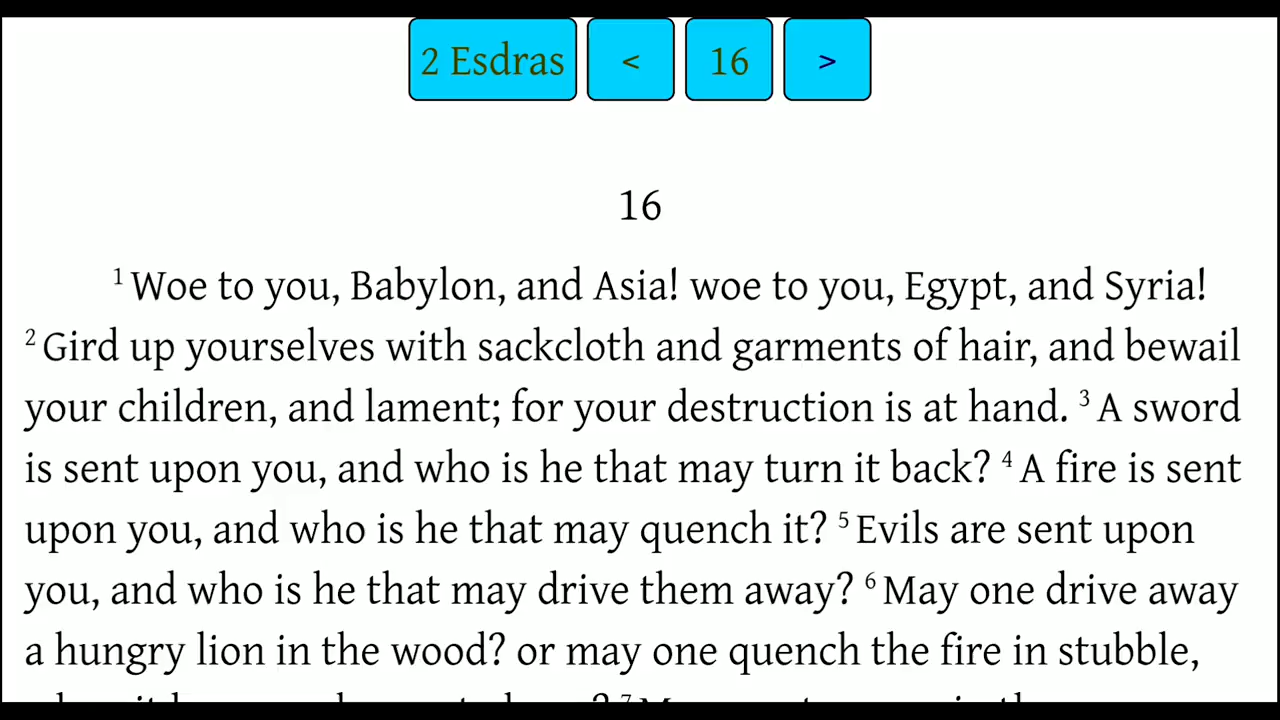 2 Esdras < 16 >
16
1 Woe to you, Babylon, and Asia! woe to you, Egypt, and Syria!
2 Gird up yourselves with sackcloth and garments of hair, and bewail
your children, and lament; for your destruction is at hand. 3 A sword
is sent upon you, and who is he that may turn it back? 4 A fire is sent
upon you, and who is he that may quench it? 5 Evils are sent upon
you, and who is he that may drive them away? 6 May one drive away
a hungry lion in the wood? or may one quench the fire in stubble,